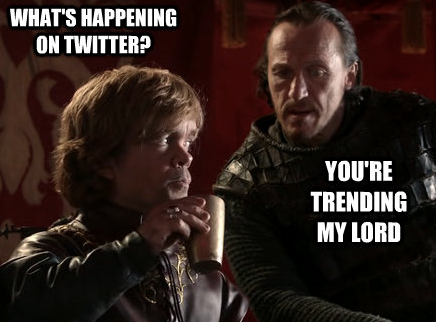 WHAT'S HAPPENING
ON TWITTER?
YOU'RE
TRENDING
MY LORD